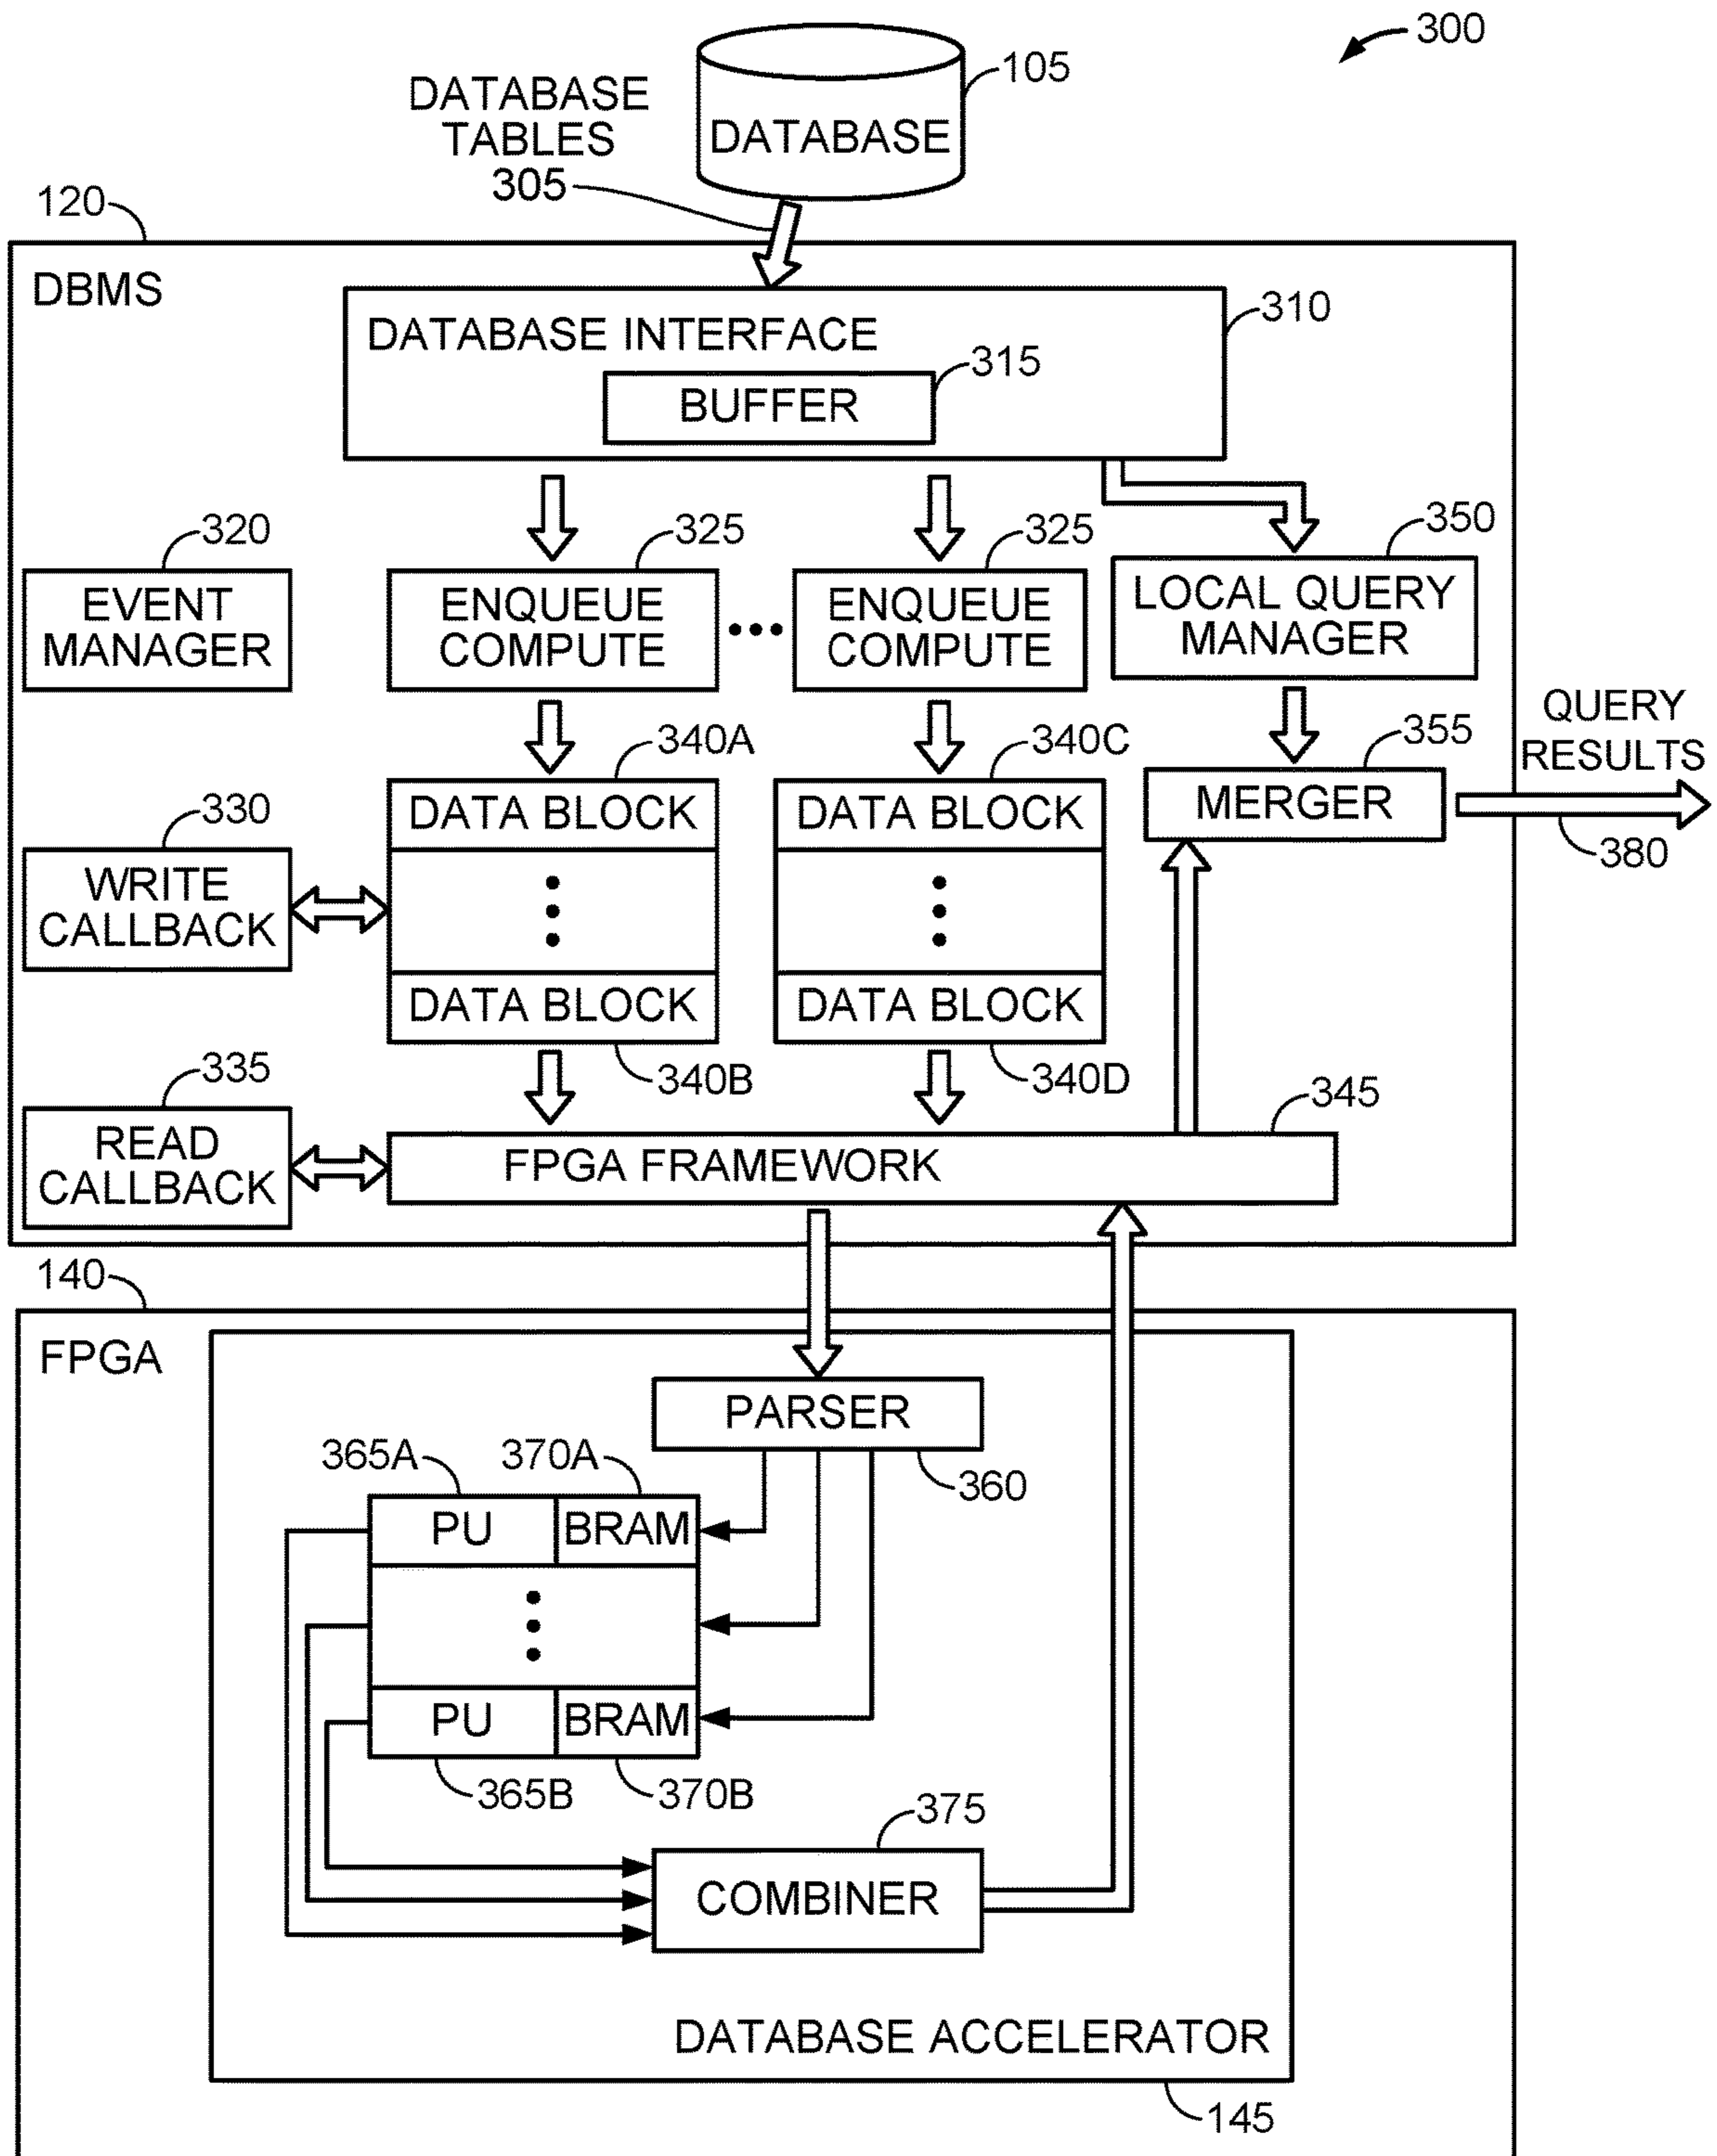 300
105
DATABASE
TABLES
305
DATABASE
120
DBMS
310
DATABASE INTERFACE
315
BUFFER
320
325
325
350
EVENT
MANAGER
ENQUEUE
COMPUTE
•••
ENQUEUE
COMPUTE
LOCAL QUERY
MANAGER
QUERY
RESULTS
340A
340C
355
DATA BLOCK
DATA BLOCK
MERGER
380
330
WRITE
CALLBACK
DATA BLOCK
DATA BLOCK
340B
340D
335
345
READ
CALLBACK
FPGA FRAMEWORK
140
FPGA
PARSER
360
365A
370A
PU
BRAM
PU
BRAM
365B
370B
375
COMBINER
DATABASE ACCELERATOR
145